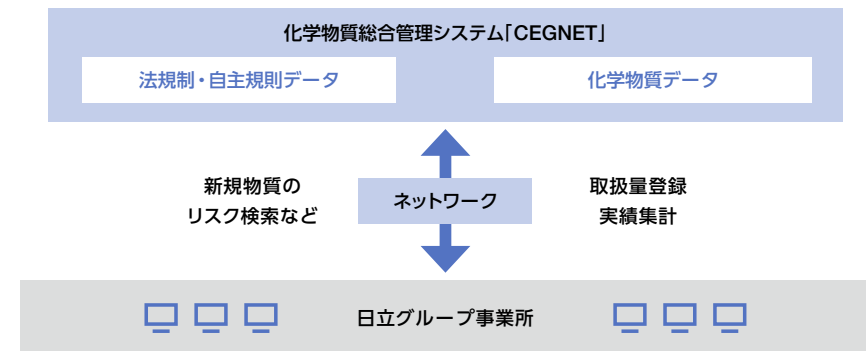 化学物質総合管理システム「CEGNET」
法規制・自主規則データ
化学物質データ
新規物質の
リスク検索など
ネットワーク
取扱量登録
実績集計
日立グループ事業所